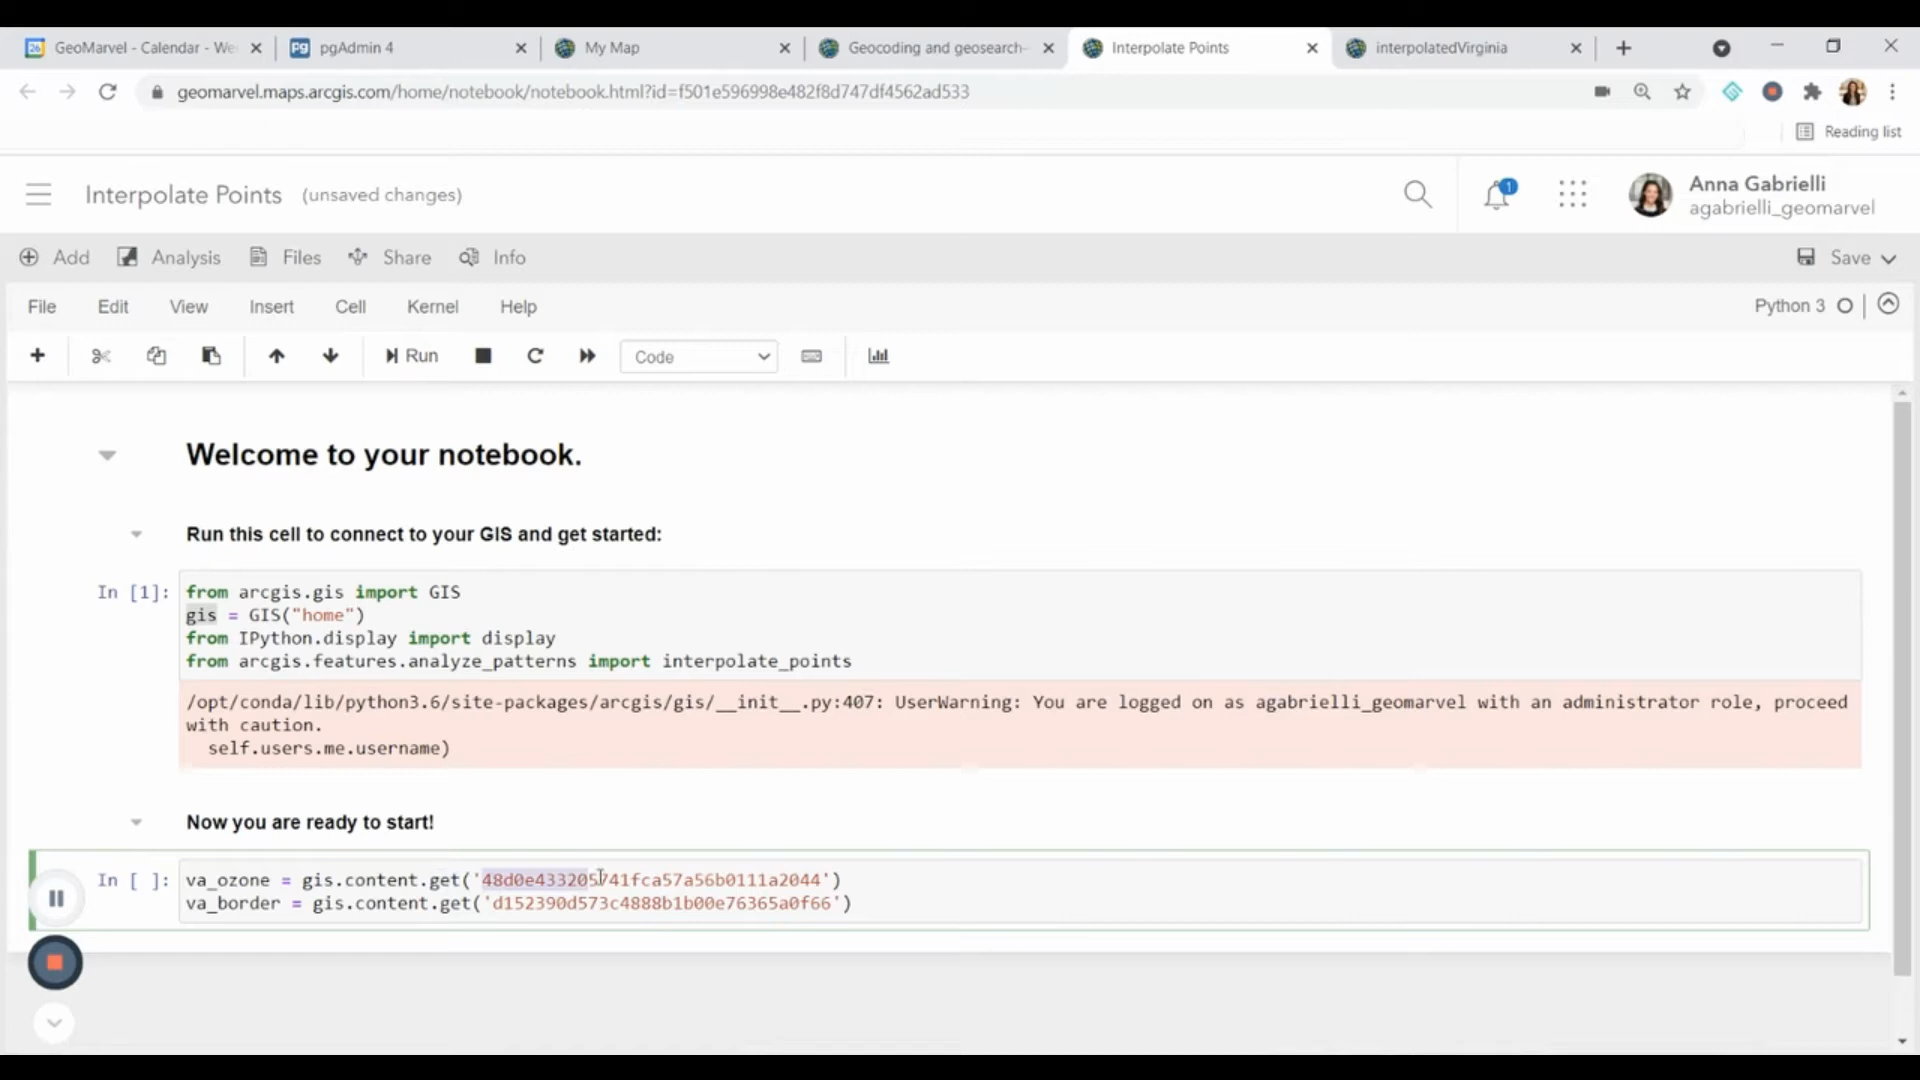 26 GeoMarvel - Calendar - We
Pg pgAdmin 4
My Map
Geocoding and geosearch-
Interpolate Points
interpolatedVirginia
geomarvel.maps.arcgis.com/home/notebook/notebook.html?id=f501e596998e482f8d747df4562ad533
Reading list
Interpolate Points (unsaved changes)
1
Anna Gabrielli
agabrielli_geomarvel
Add Analysis Files Share Info Save
File Edit View Insert Cell Kernel Help Python 3
Run Code
Welcome to your notebook.
Run this cell to connect to your GIS and get started:
In [1]: from arcgis.gis import GIS
gis = GIS("home")
from IPython.display import display
from arcgis.features.analyze_patterns import interpolate_points
/opt/conda/lib/python3.6/site-packages/arcgis/gis/__init__.py:407: UserWarning: You are logged on as agabrielli_geomarvel with an administrator role, proceed
with caution.
self.users.me.username)
Now you are ready to start!
In [ ]: va_ozone = gis.content.get('48d0e433205741fca57a56b0111a2044')
va_border = gis.content.get('d152390d573c4888b1b00e76365a0f66')